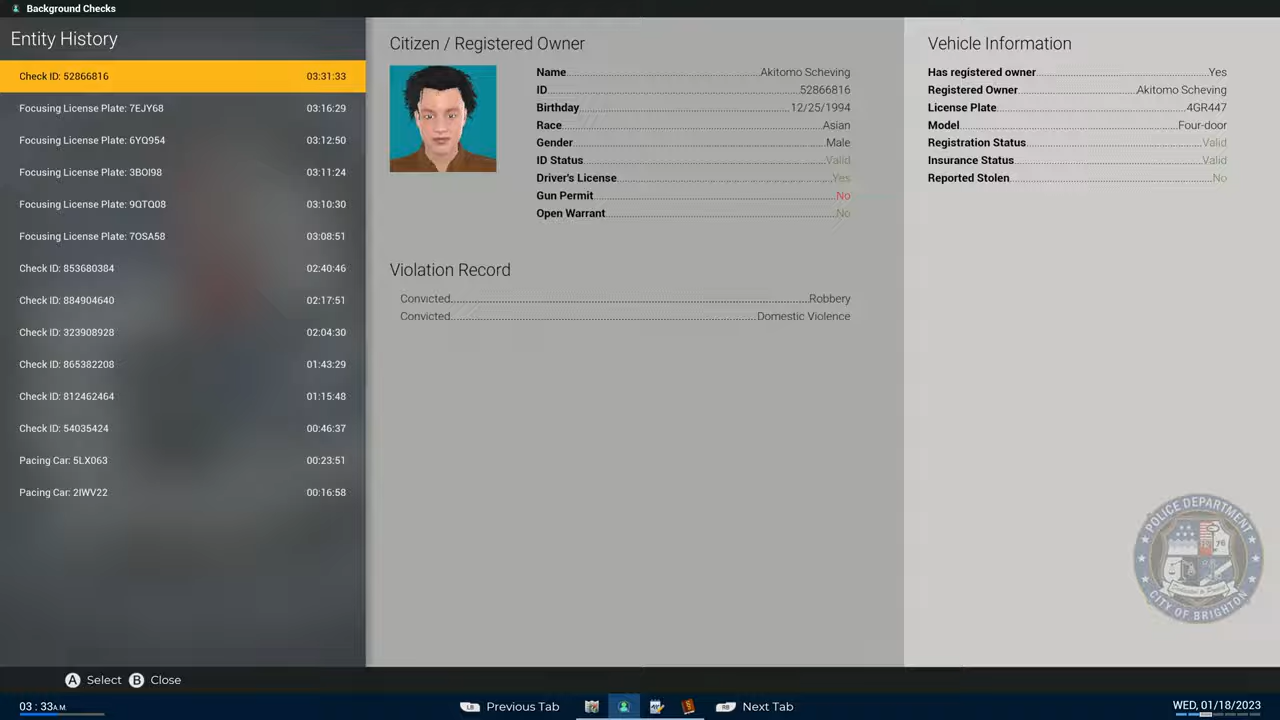 Background Checks
Entity History
Check ID: 52866816 03:31:33
Focusing License Plate: 7EJY68 03:16:29
Focusing License Plate: 6YQ954 03:12:50
Focusing License Plate: 3BOI98 03:11:24
Focusing License Plate: 9QTQ08 03:10:30
Focusing License Plate: 7OSA58 03:08:51
Check ID: 853680384 02:40:46
Check ID: 884904640 02:17:51
Check ID: 323908928 02:04:30
Check ID: 865382208 01:43:29
Check ID: 812462464 01:15:48
Check ID: 54035424 00:46:37
Pacing Car: 5LX063 00:23:51
Pacing Car: 2IWV22 00:16:58
Citizen / Registered Owner
Name Akitomo Scheving
ID 52866816
Birthday 12/25/1994
Race Asian
Gender Male
ID Status Valid
Driver's License Yes
Gun Permit No
Open Warrant No
Violation Record
Convicted Robbery
Convicted Domestic Violence
Vehicle Information
Has registered owner Yes
Registered Owner Akitomo Scheving
License Plate 4GR447
Model Four-door
Registration Status Valid
Insurance Status Valid
Reported Stolen No
POLICE DEPARTMENT
CITY OF BRIGHTON
A Select B Close
03 : 33 A.M.
LB Previous Tab
RB Next Tab
WED, 01/18/2023